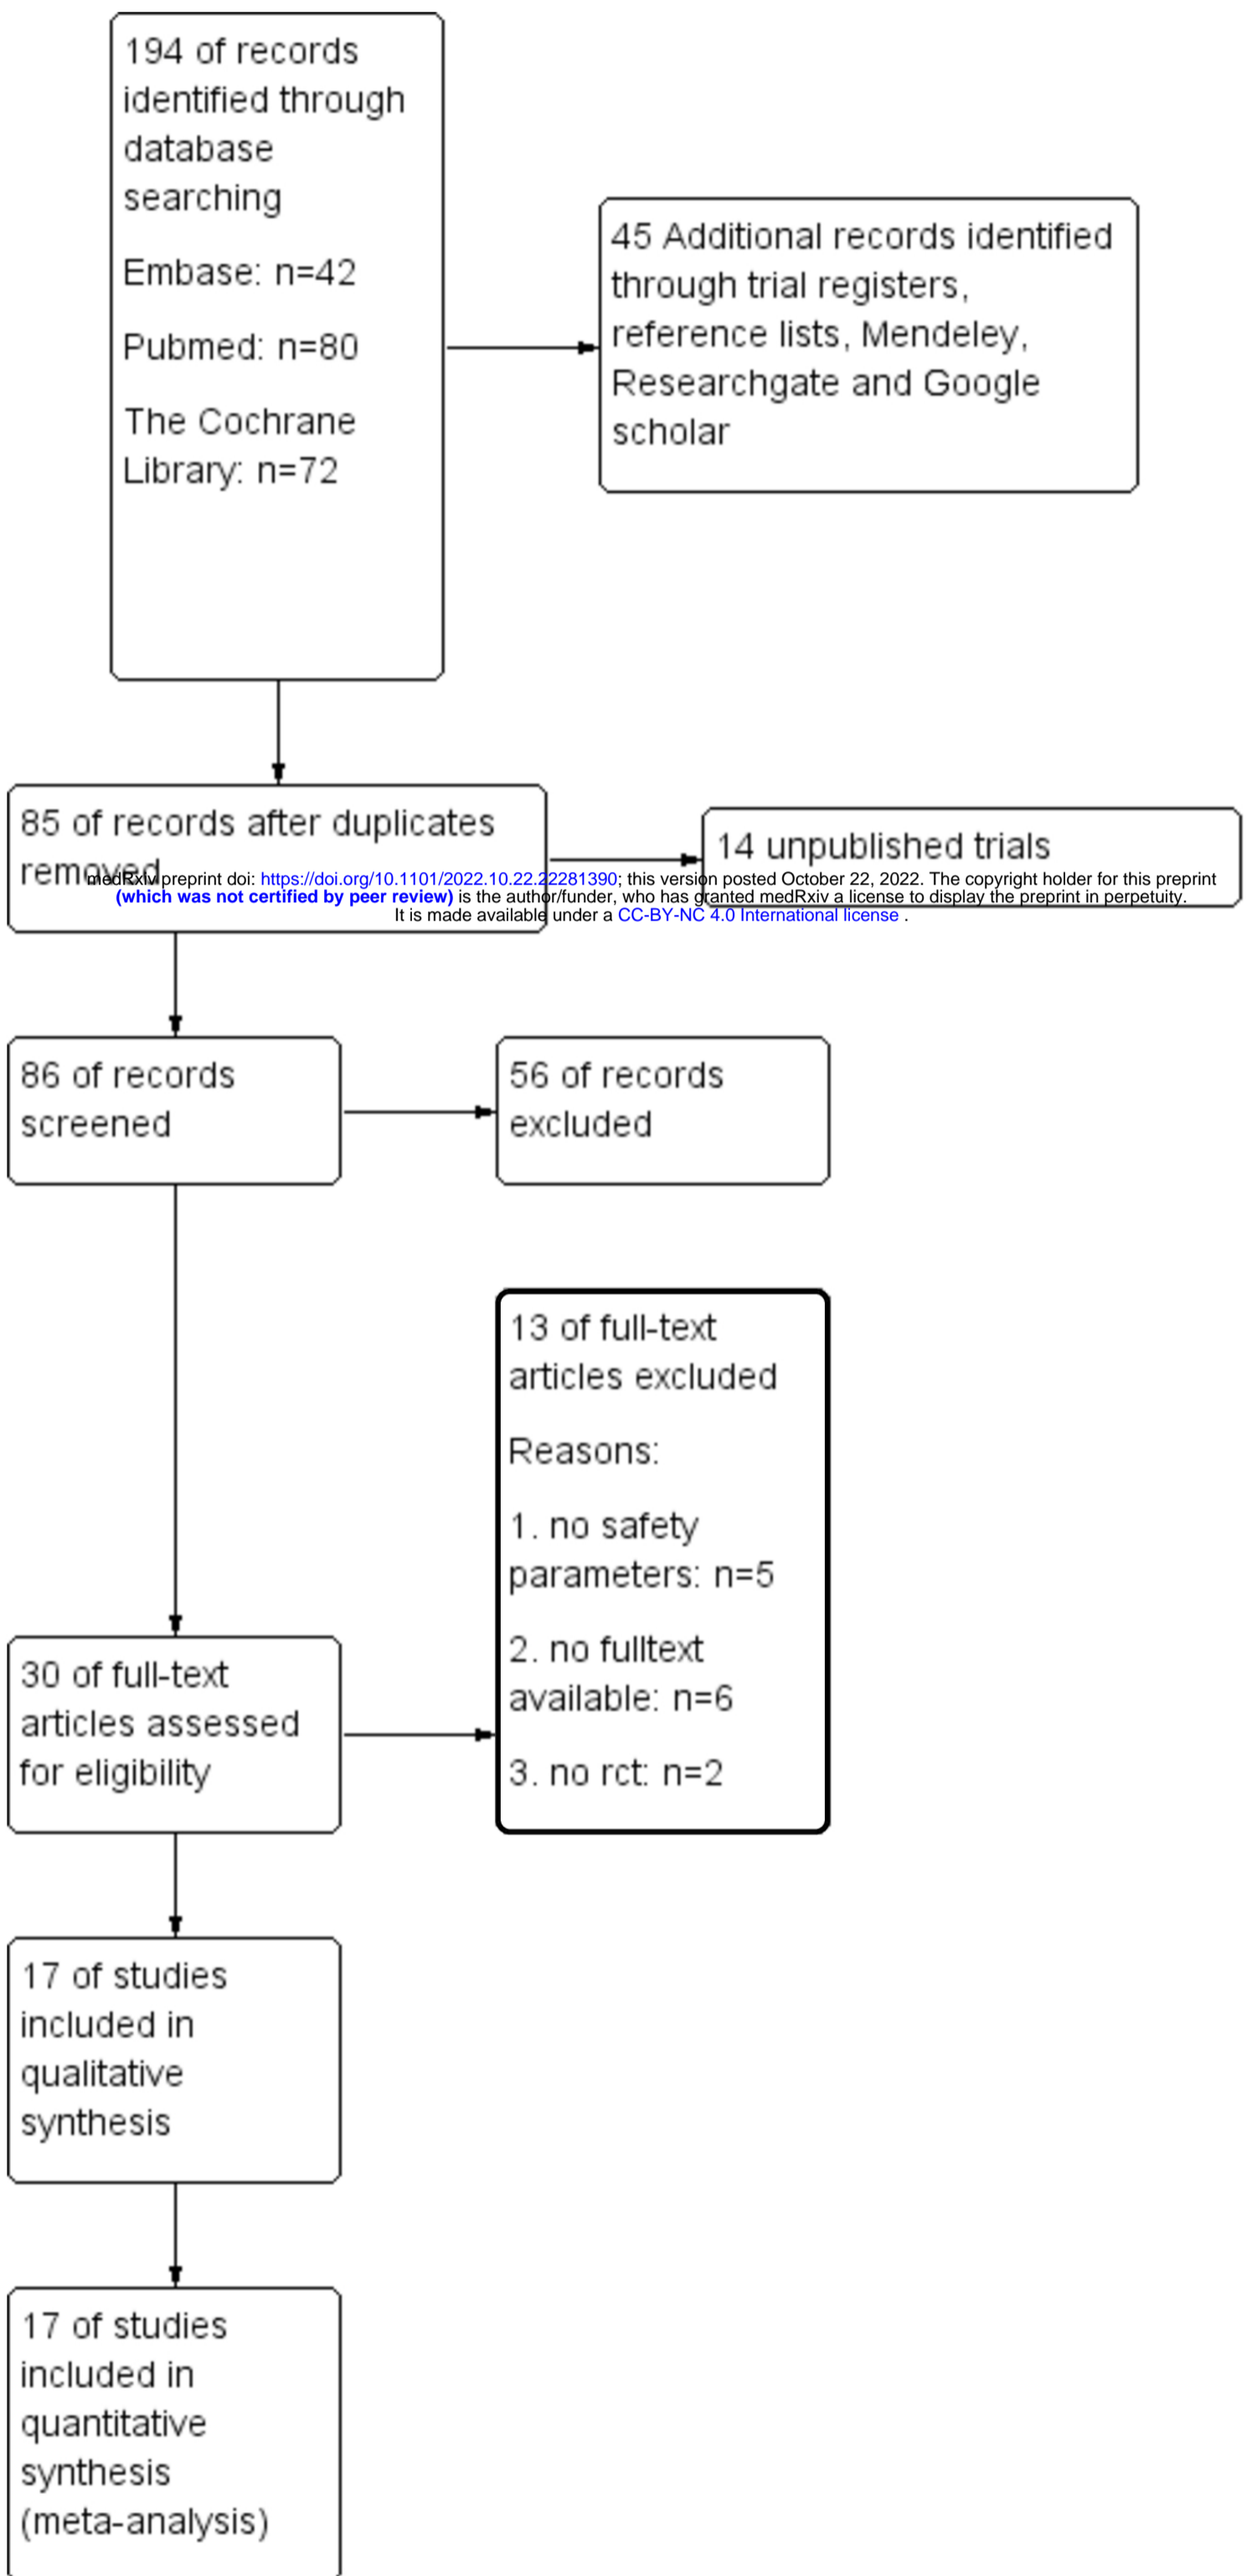 194 of records
identified through
database
searching
Embase: n=42
Pubmed: n=80
The Cochrane
Library: n=72
45 Additional records identified
through trial registers,
reference lists, Mendeley,
Researchgate and Google
scholar
85 of records after duplicates
removed
14 unpublished trials
medRxiv preprint doi: https://doi.org/10.1101/2022.10.22.22281390; this version posted October 22, 2022. The copyright holder for this preprint
(which was not certified by peer review) is the author/funder, who has granted medRxiv a license to display the preprint in perpetuity.
It is made available under a CC-BY-NC 4.0 International license .
86 of records
screened
56 of records
excluded
13 of full-text
articles excluded
Reasons:
1. no safety
parameters: n=5
2. no fulltext
available: n=6
3. no rct: n=2
30 of full-text
articles assessed
for eligibility
17 of studies
included in
qualitative
synthesis
17 of studies
included in
quantitative
synthesis
(meta-analysis)